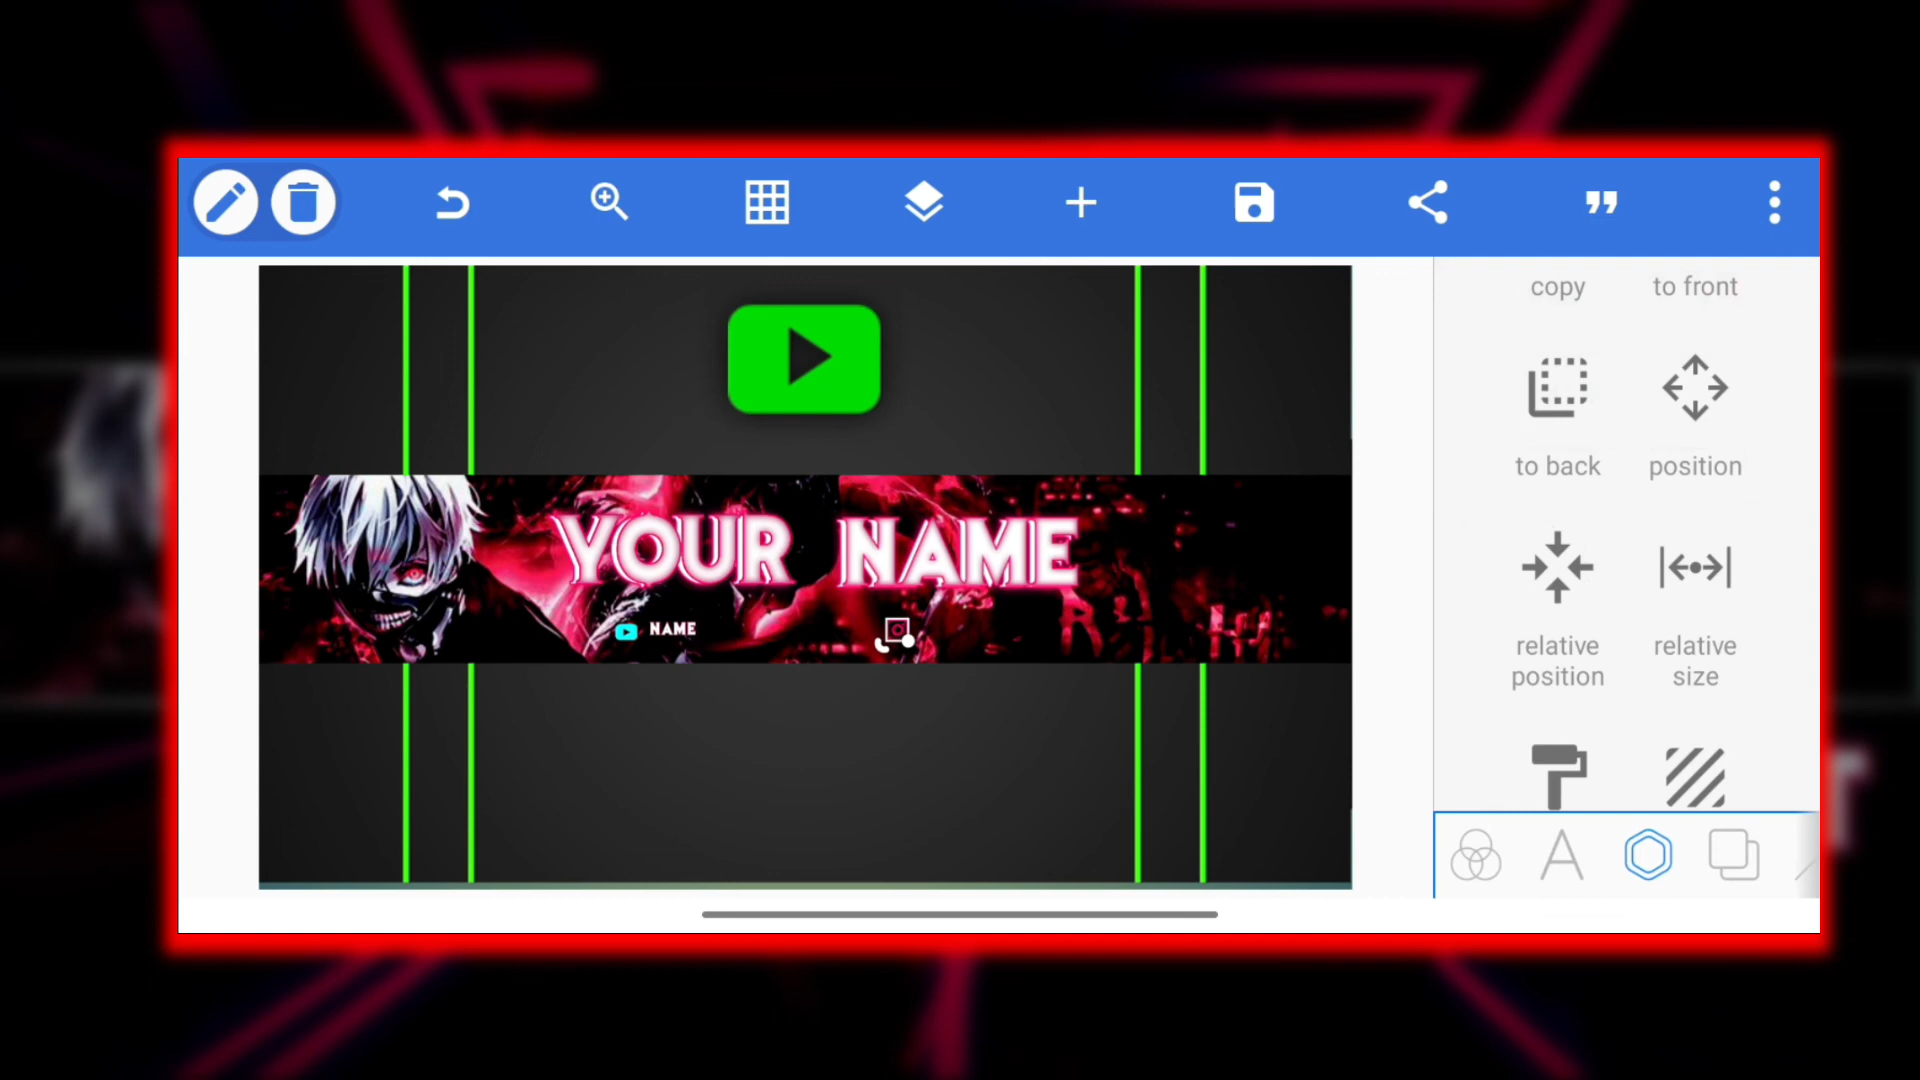 copy to front
to back position
relative position relative size
YOUR NAME
NAME